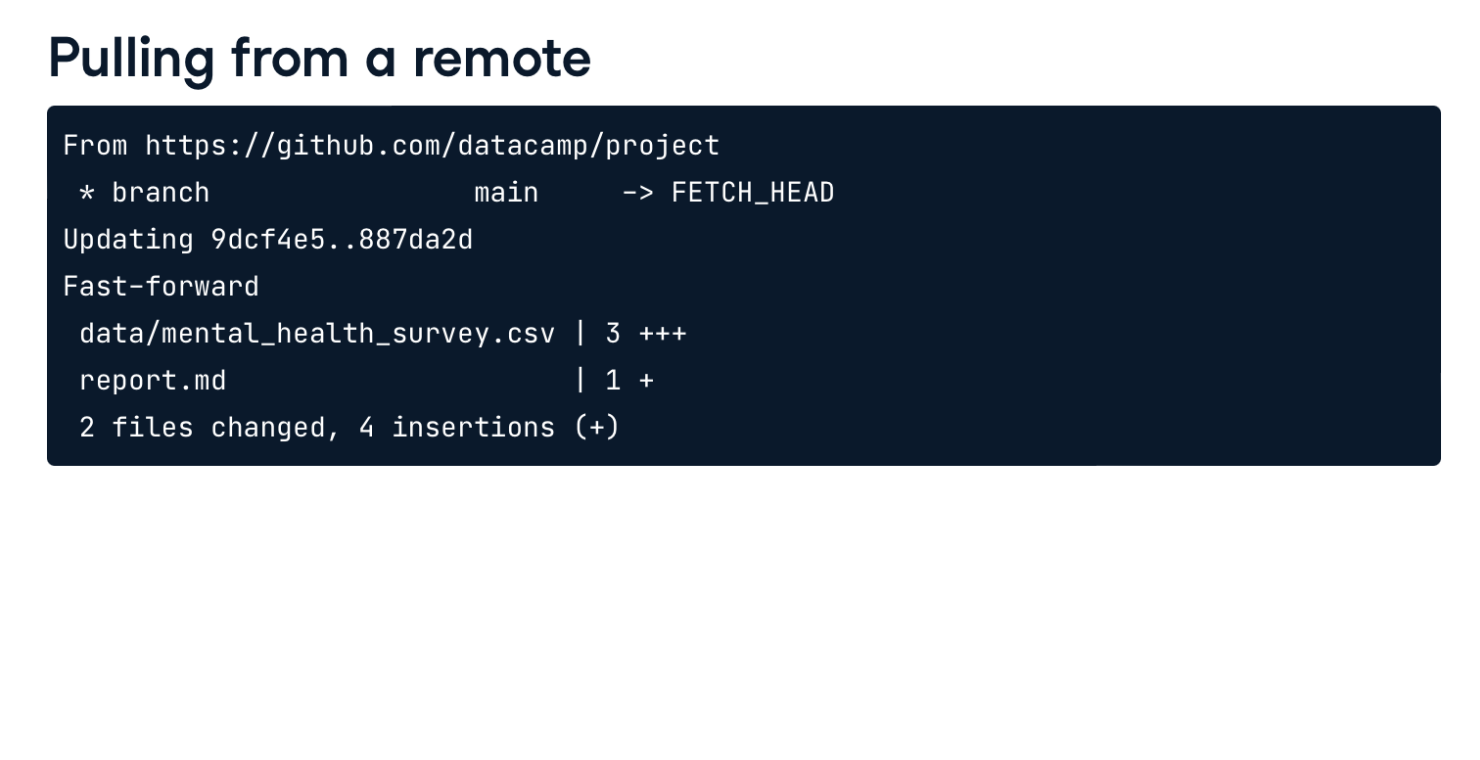 Pulling from a remote
From https://github.com/datacamp/project
 * branch                main     -> FETCH_HEAD
Updating 9dcf4e5..887da2d
Fast-forward
 data/mental_health_survey.csv | 3 +++
 report.md                     | 1 +
 2 files changed, 4 insertions (+)